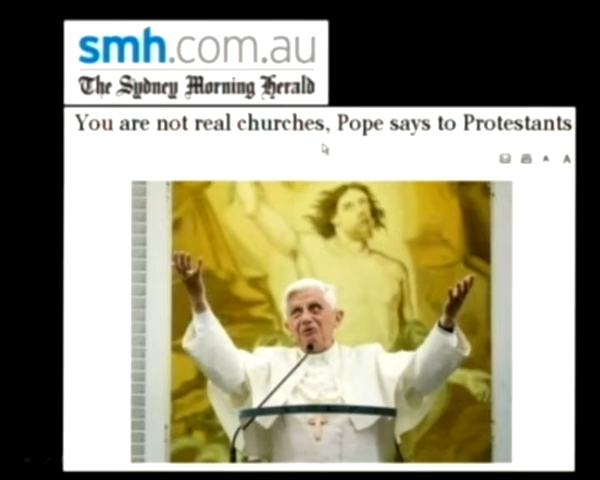 smh.com.au
The Sydney Morning Herald
You are not real churches, Pope says to Protestants
A A